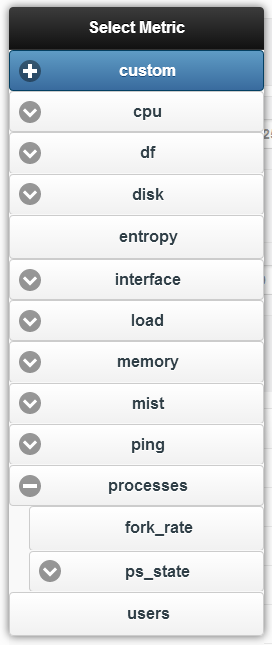 Select Metric
custom
cpu
df
disk
entropy
interface
load
memory
mist
ping
processes
fork_rate
ps_state
users